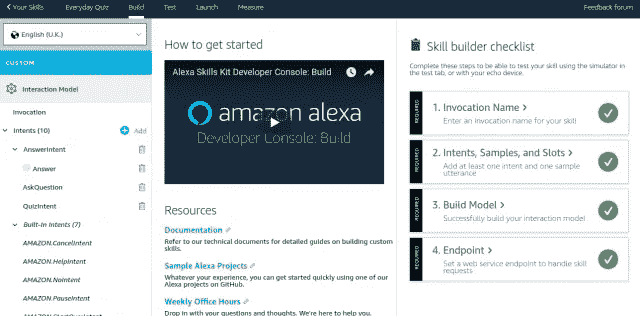 Your Skills Everyday Quiz Build Test Launch Measure Feedback forum
English (U.K.)
CUSTOM
Interaction Model
Invocation
Intents (10) Add
AnswerIntent
Answer
AskQuestion
QuizIntent
Built-In Intents (7)
AMAZON.CancelIntent
AMAZON.HelpIntent
AMAZON.NoIntent
AMAZON.PauseIntent
How to get started
Alexa Skills Kit Developer Console: Build
amazon alexa
Developer Console: Build
Resources
Documentation
Refer to our technical documents for detailed guides on building custom
skills.
Sample Alexa Projects
Whatever your experience, you can get started quickly using one of our
Alexa projects on GitHub.
Weekly Office Hours
Drop in with your questions and thoughts. We're here to help you.
Skill builder checklist
Complete these steps to be able to test your skill using the simulator in
the test tab, or with your echo device.
1. Invocation Name >
Enter an invocation name for your skill
2. Intents, Samples, and Slots >
Add at least one intent and one sample
utterance
3. Build Model >
Successfully build your interaction model
4. Endpoint >
Set a web service endpoint to handle skill
requests